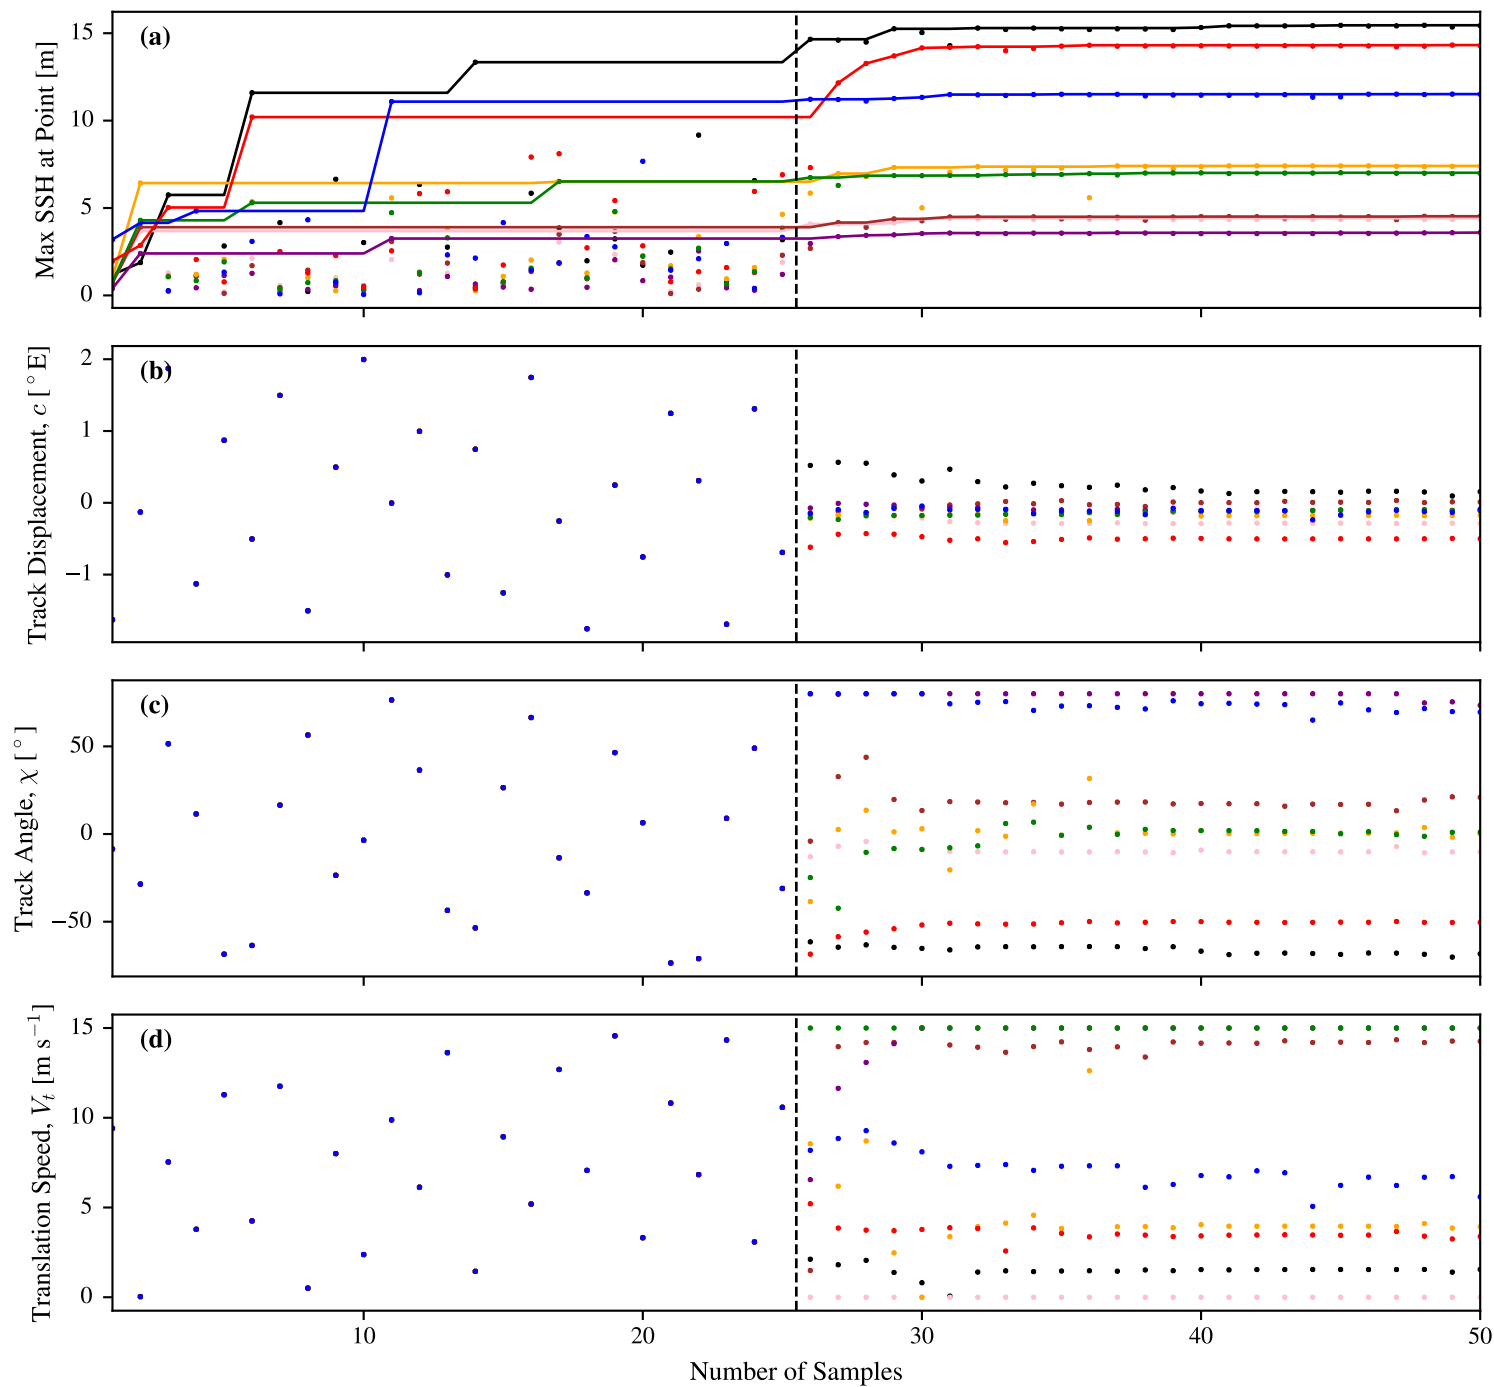 (a)
Max SSH at Point [m]
15
10
5
0
(b)
Track Displacement, c [°E]
2
1
0
−1
(c)
Track Angle, χ [°]
50
0
−50
(d)
Translation Speed, V_t [m s⁻¹]
15
10
5
0
10 20 30 40 50
Number of Samples